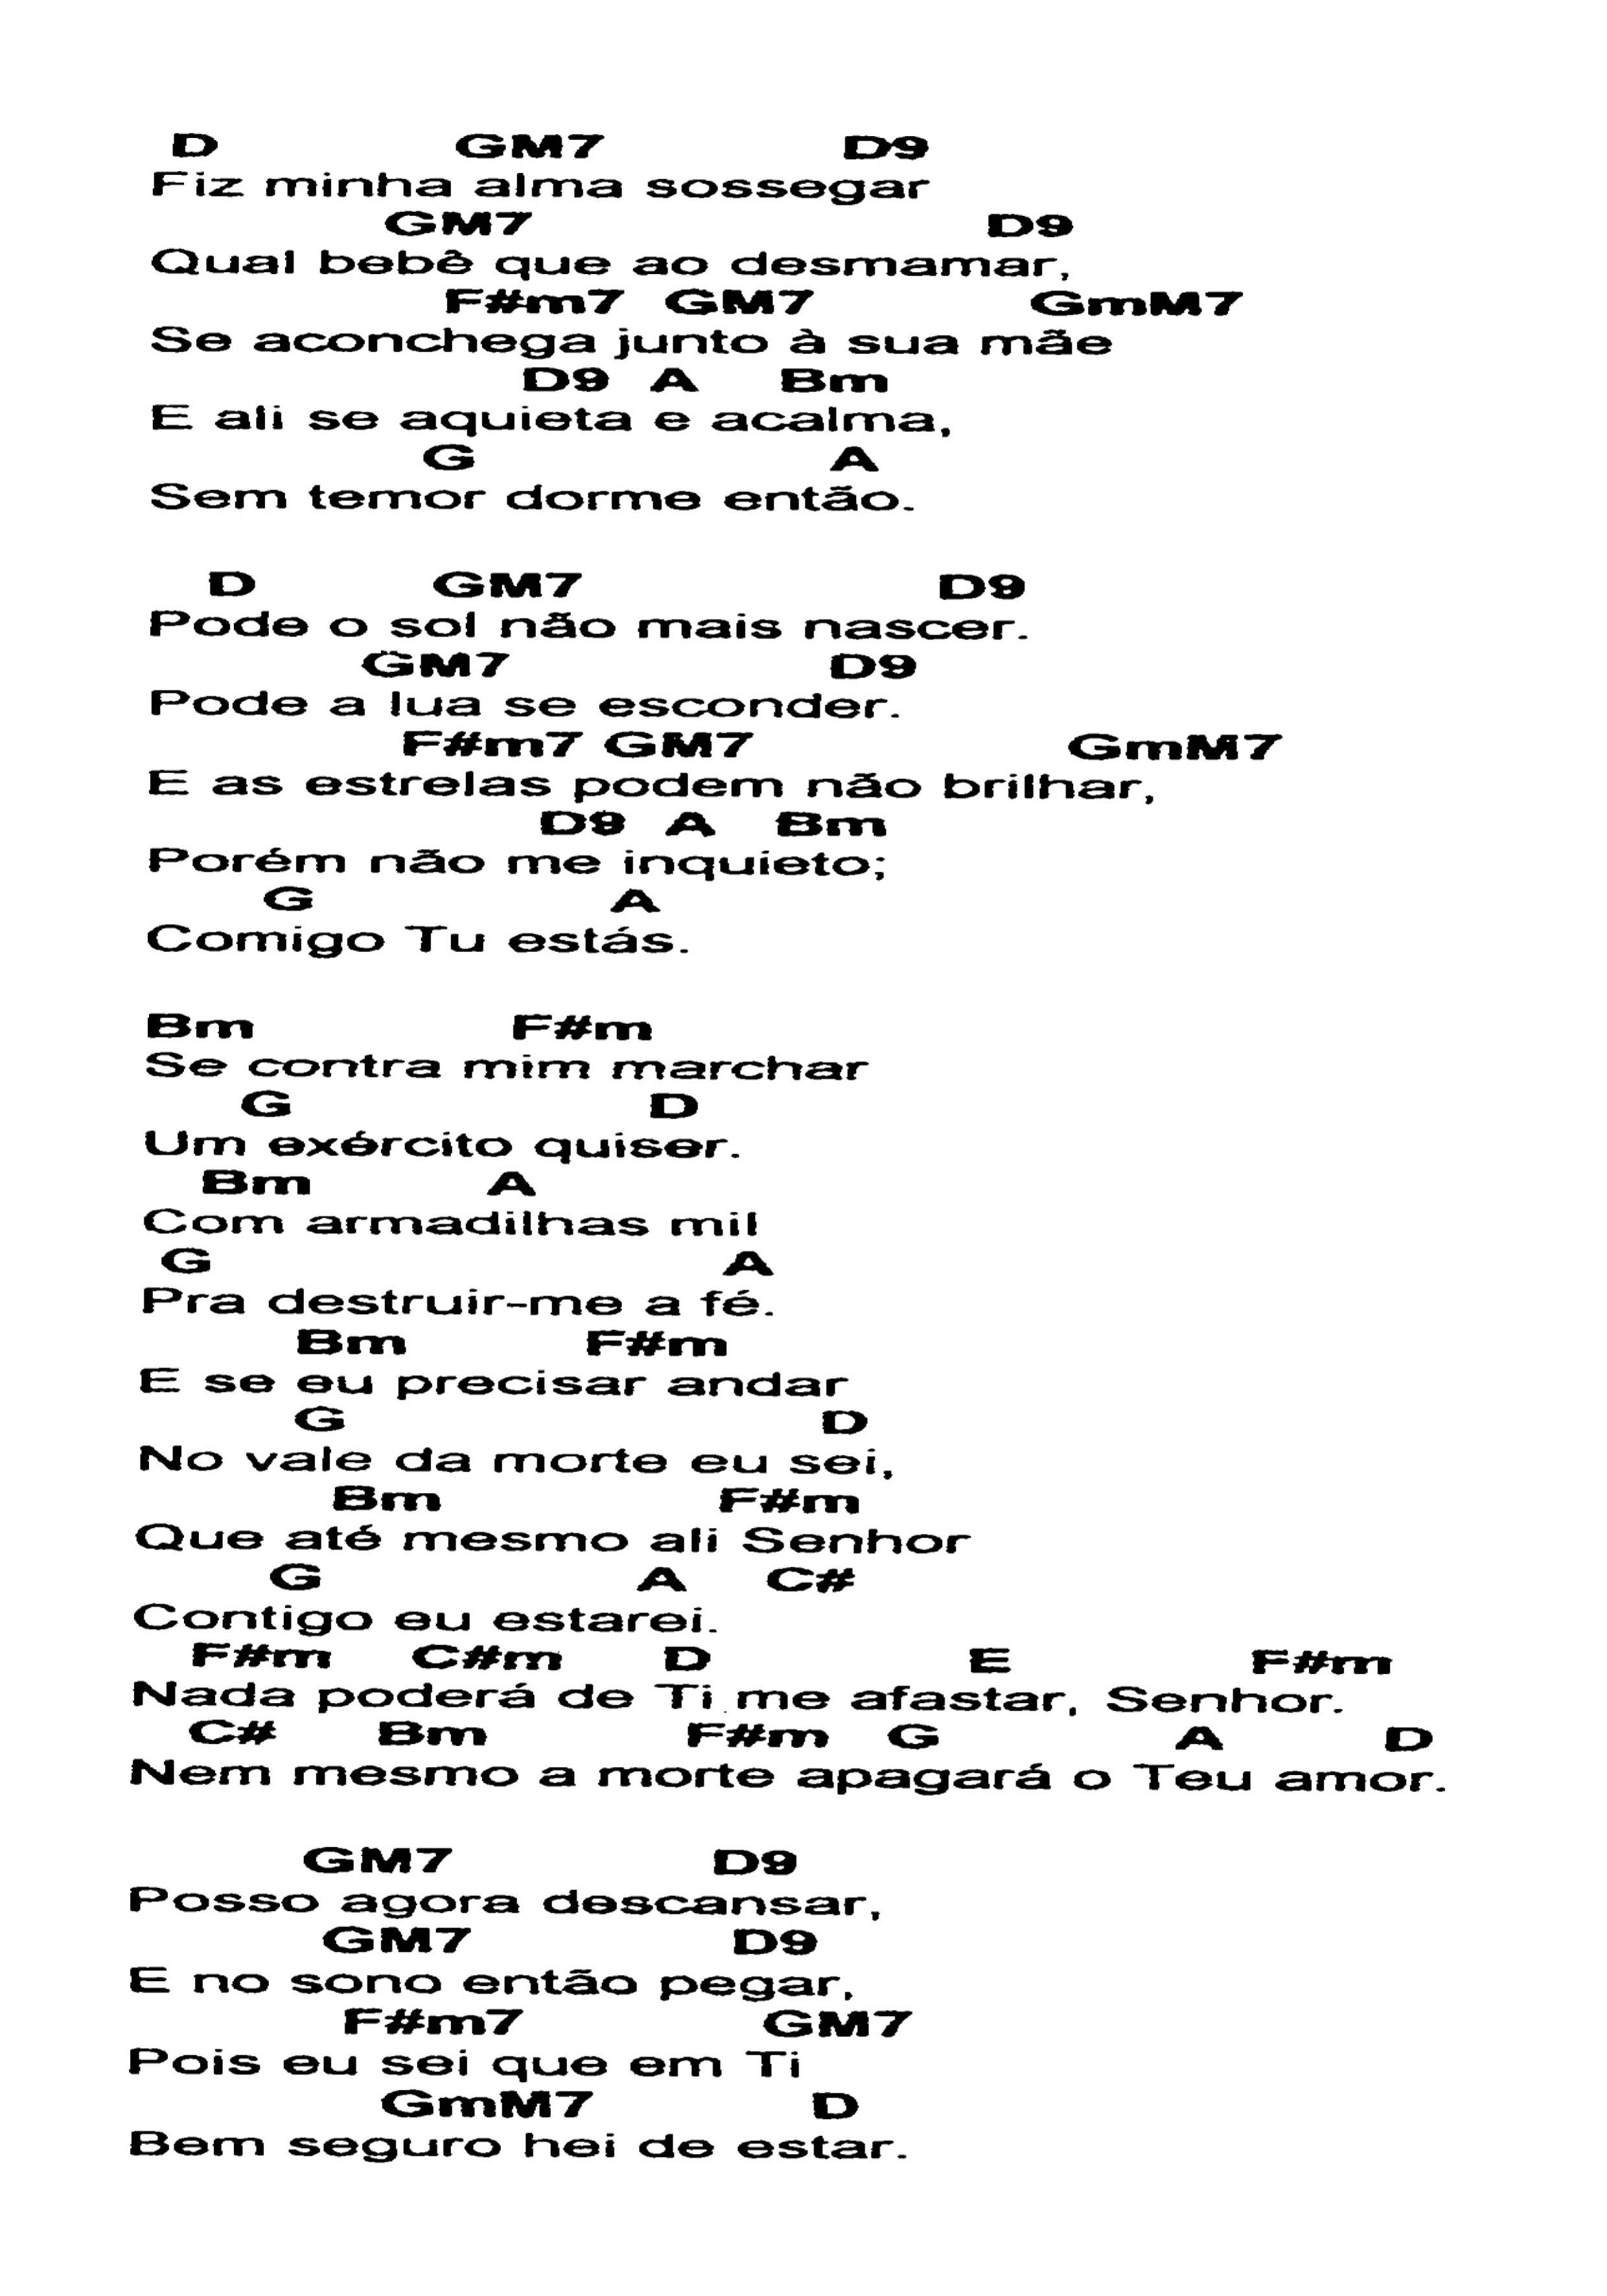 D GM7 D9
Fiz minha alma sossegar
GM7 D9
Qual bebê que ao desmamar,
F#m7 GM7 GmM7
Se aconchega junto à sua mãe
D9 A Bm
E ali se aquieta e acalma,
G A
Sem temor dorme então.
D GM7 D9
Pode o sol não mais nascer.
GM7 D9
Pode a lua se esconder.
F#m7 GM7 GmM7
E as estrelas podem não brilhar,
D9 A Bm
Porém não me inquieto;
G A
Comigo Tu estás.
Bm F#m
Se contra mim marchar
G D
Um exército quiser.
Bm A
Com armadilhas mil
G A
Pra destruir-me a fé.
Bm F#m
E se eu precisar andar
G D
No vale da morte eu sei,
Bm F#m
Que até mesmo ali Senhor
G A C#
Contigo eu estarei.
F#m C#m D E F#m
Nada poderá de Ti me afastar, Senhor.
C# Bm F#m G A D
Nem mesmo a morte apagará o Teu amor.
GM7 D9
Posso agora descansar,
GM7 D9
E no sono então pegar,
F#m7 GM7
Pois eu sei que em Ti
GmM7 D
Bem seguro hei de estar.